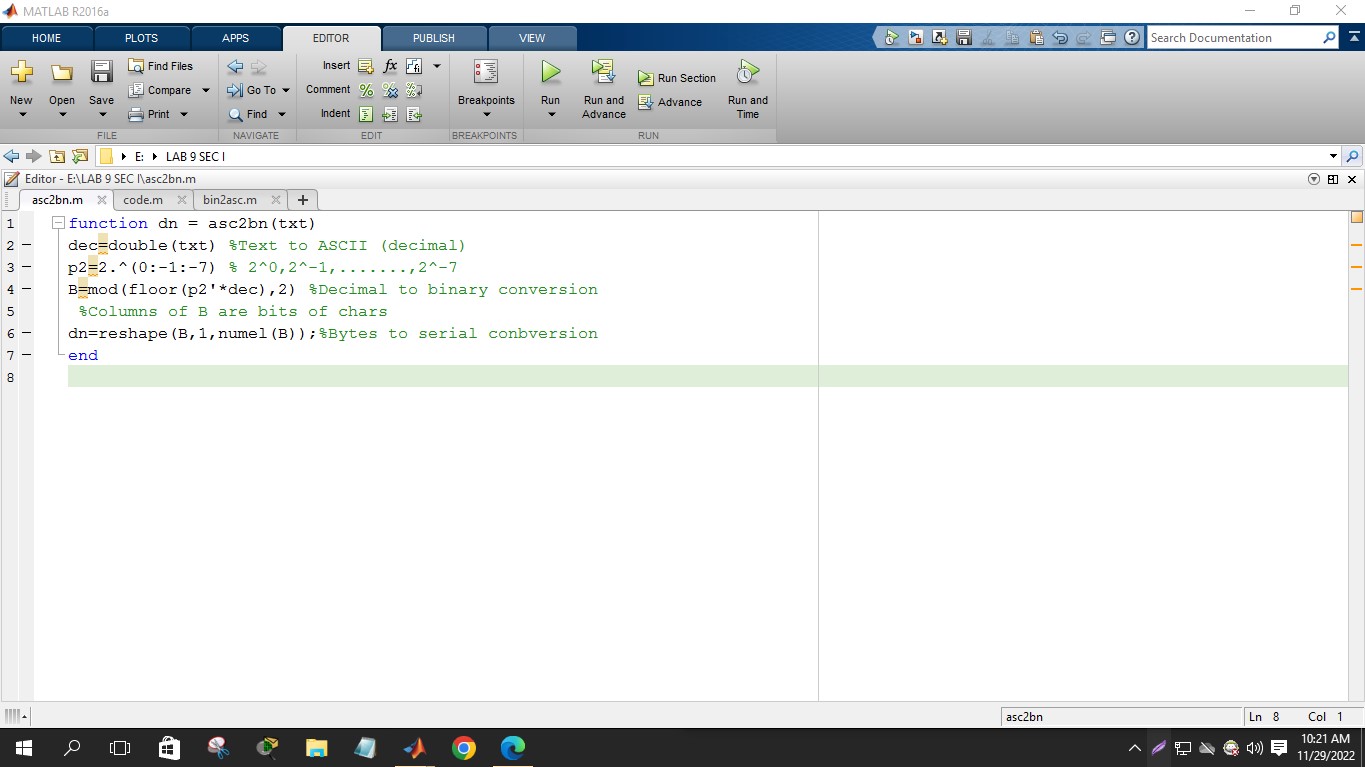 MATLAB R2016a
HOME PLOTS APPS EDITOR PUBLISH VIEW Search Documentation
New Open Save Find Files Compare Print
Go To Find
Insert fx Comment Indent
Breakpoints
Run Run and Advance Run Section Advance Run and Time
FILE NAVIGATE EDIT BREAKPOINTS RUN
E: LAB 9 SEC I
Editor - E:\LAB 9 SEC I\asc2bn.m
asc2bn.m code.m bin2asc.m
1 function dn = asc2bn(txt)
2 dec=double(txt) %Text to ASCII (decimal)
3 p2=2.^(0:-1:-7) % 2^0,2^-1,.......,2^-7
4 B=mod(floor(p2'*dec),2) %Decimal to binary conversion
5 %Columns of B are bits of chars
6 dn=reshape(B,1,numel(B));%Bytes to serial conbversion
7 end
8
asc2bn Ln 8 Col 1
10:21 AM
11/29/2022